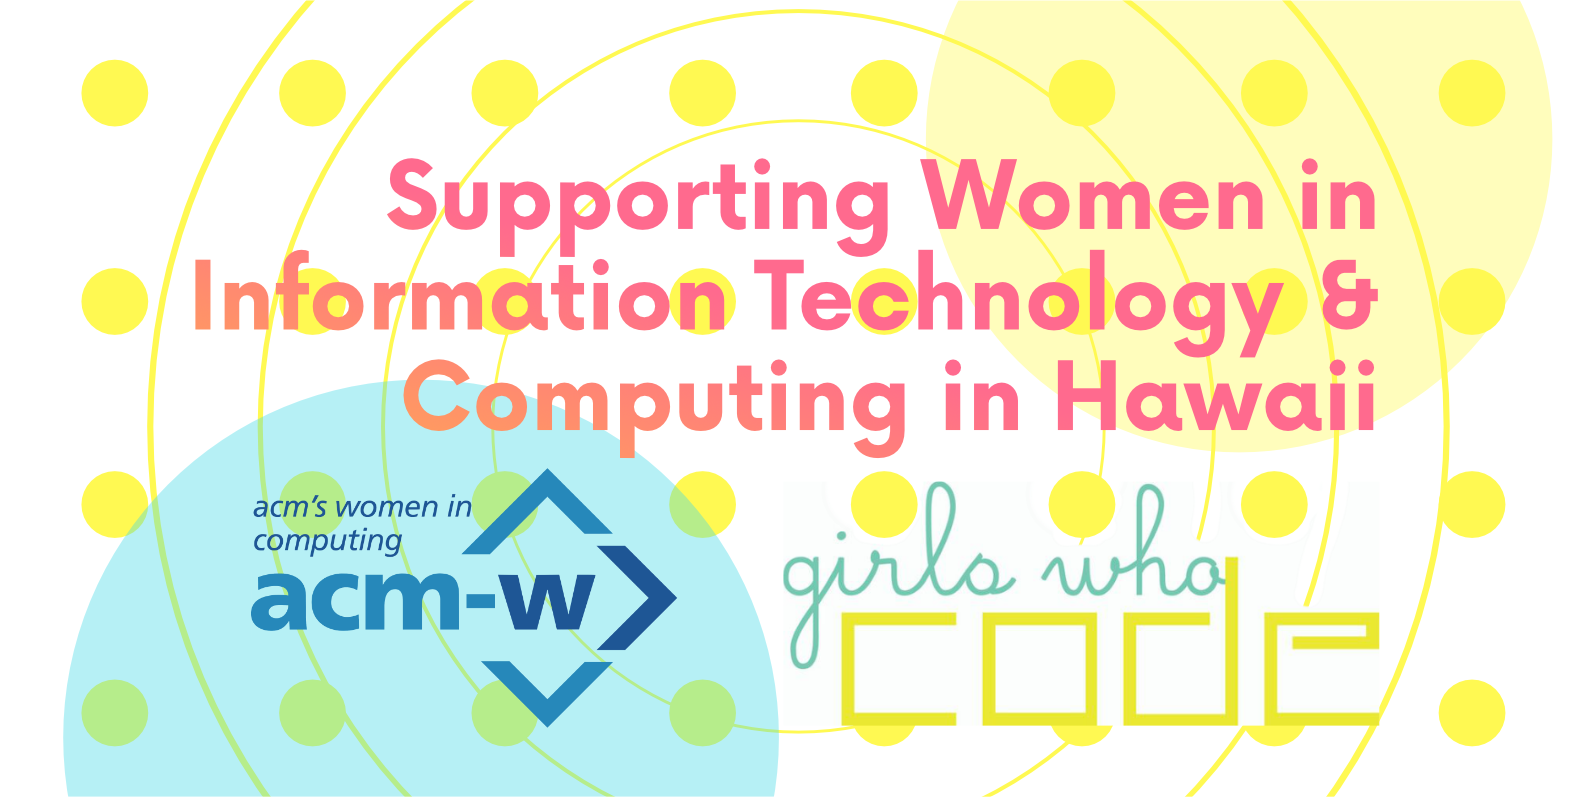 Supporting Women in
Information Technology &
Computing in Hawaii
acm's women in
computing
acm-w
girls who
code